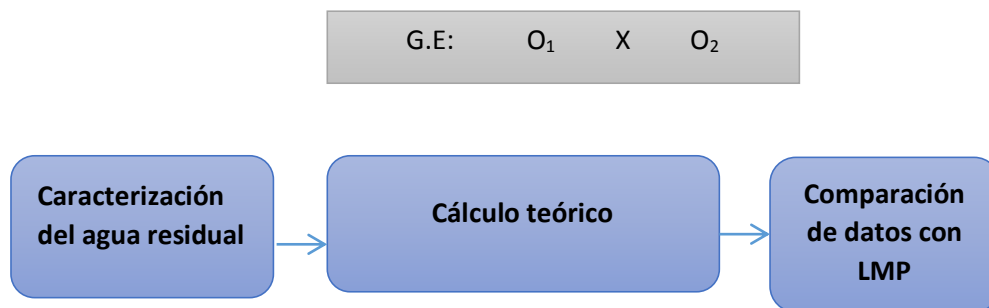 G.E: O₁ X O₂
Caracterización
del agua residual
Cálculo teórico
Comparación
de datos con
LMP